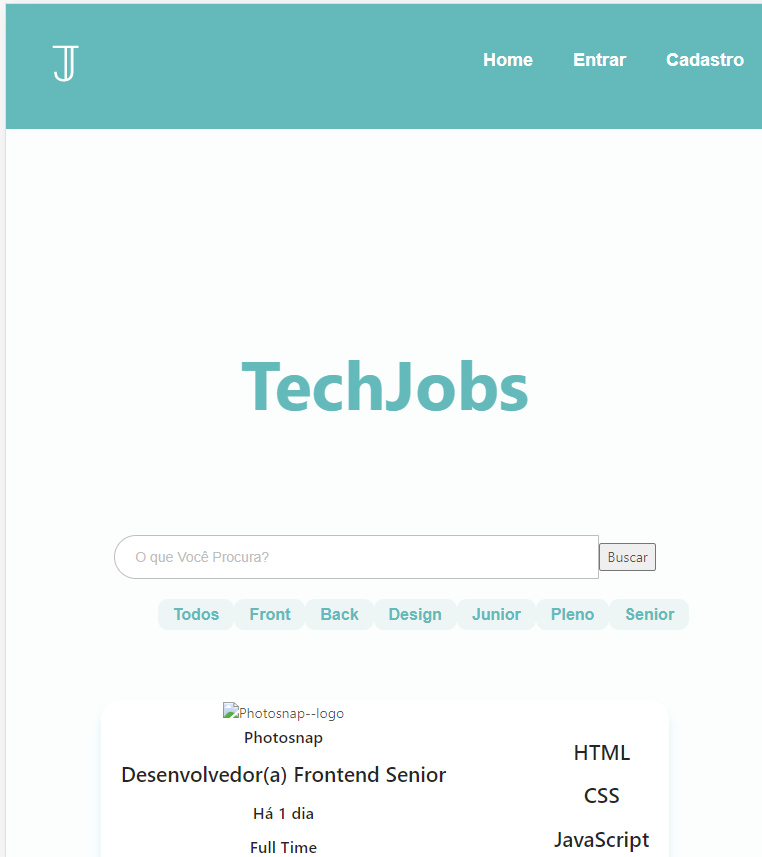 JT
Home Entrar Cadastro
TechJobs
O que Você Procura? Buscar
Todos Front Back Design Junior Pleno Senior
Photosnap--logo
Photosnap
Desenvolvedor(a) Frontend Senior
Há 1 dia
Full Time
HTML
CSS
JavaScript